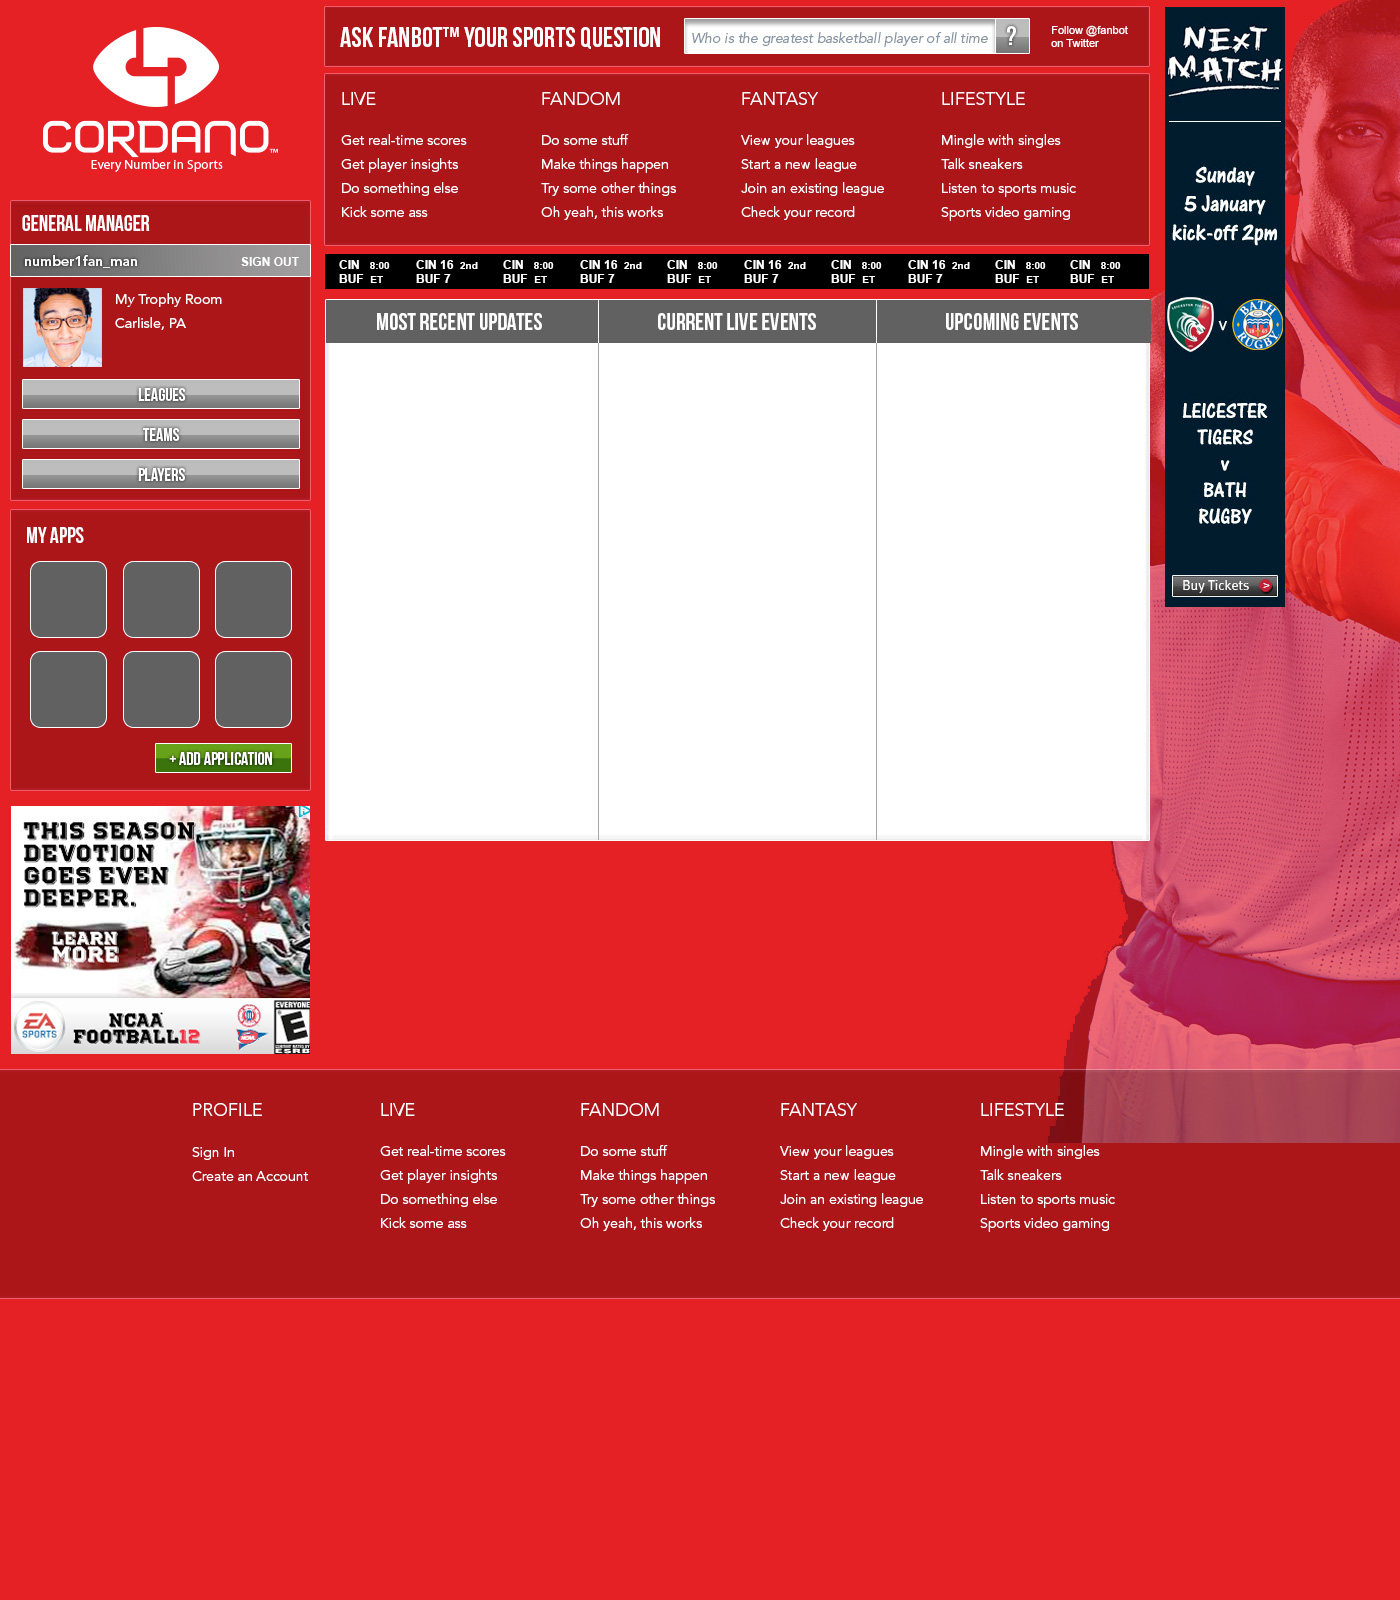 CORDANO™
Every Number In Sports
ASK FANBOT™ YOUR SPORTS QUESTION
Who is the greatest basketball player of all time
?
Follow @fanbot
on Twitter
LIVE
Get real-time scores
Get player insights
Do something else
Kick some ass
FANDOM
Do some stuff
Make things happen
Try some other things
Oh yeah, this works
FANTASY
View your leagues
Start a new league
Join an existing league
Check your record
LIFESTYLE
Mingle with singles
Talk sneakers
Listen to sports music
Sports video gaming
GENERAL MANAGER
number1fan_man SIGN OUT
My Trophy Room
Carlisle, PA
LEAGUES
TEAMS
PLAYERS
MY APPS
+ ADD APPLICATION
CIN 8:00 CIN 16 2nd CIN 8:00 CIN 16 2nd CIN 8:00 CIN 16 2nd CIN 8:00 CIN 16 2nd CIN 8:00 CIN 8:00
BUF ET BUF 7 BUF ET BUF 7 BUF ET BUF 7 BUF ET BUF 7 BUF ET BUF ET
MOST RECENT UPDATES CURRENT LIVE EVENTS UPCOMING EVENTS
NEXT
MATCH
Sunday
5 January
kick-off 2pm
LEICESTER TIGERS
v
BATH
RUGBY
LEICESTER
TIGERS
v
BATH
RUGBY
Buy Tickets >
THIS SEASON,
DEVOTION
GOES EVEN
DEEPER.
LEARN
MORE
EA
SPORTS
NCAA
FOOTBALL12
NCAA
EVERYONE
E
CONTENT RATED BY
ESRB
PROFILE
Sign In
Create an Account
LIVE
Get real-time scores
Get player insights
Do something else
Kick some ass
FANDOM
Do some stuff
Make things happen
Try some other things
Oh yeah, this works
FANTASY
View your leagues
Start a new league
Join an existing league
Check your record
LIFESTYLE
Mingle with singles
Talk sneakers
Listen to sports music
Sports video gaming